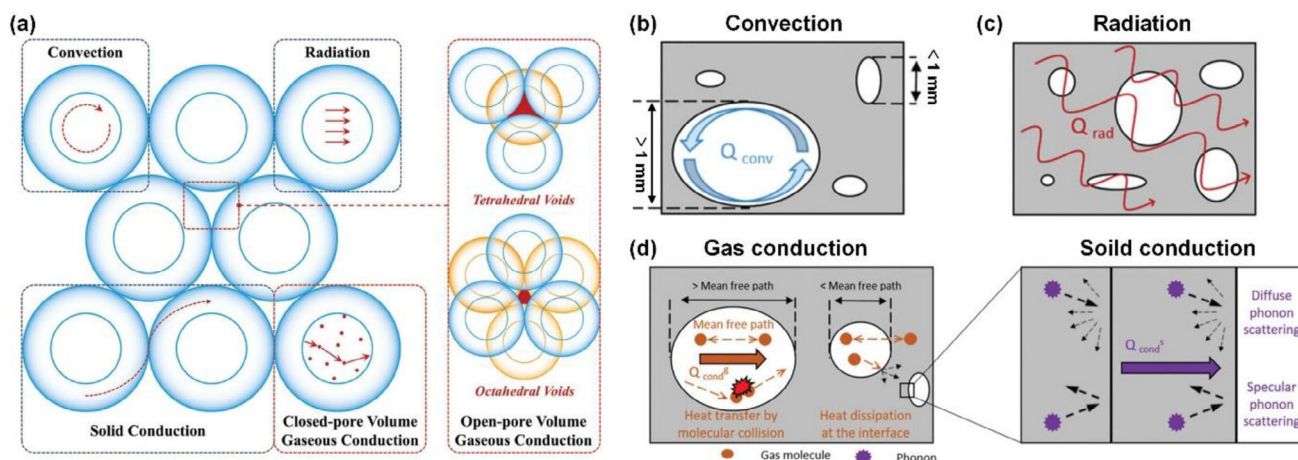 (a)
Convection
Radiation
Solid Conduction
Closed-pore Volume
Gaseous Conduction
Tetrahedral Voids
Octahedral Voids
Open-pore Volume
Gaseous Conduction
(b)
Convection
> 1 mm
< 1 mm
Q conv
(c)
Radiation
Q rad
(d)
Gas conduction
> Mean free path
< Mean free path
Mean free path
Q cond g
Heat transfer by
molecular collision
Heat dissipation
at the interface
Gas molecule
Phonon
Soild conduction
Q cond s
Diffuse
phonon
scattering
Specular
phonon
scattering